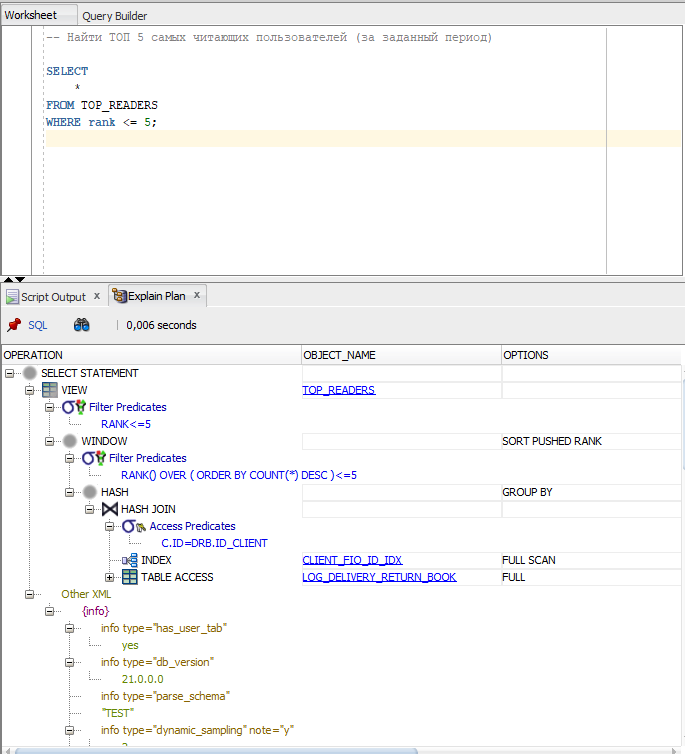 Worksheet Query Builder
-- Найти ТОП 5 самых читающих пользователей (за заданный период)
SELECT
*
FROM TOP_READERS
WHERE rank <= 5;
Script Output x Explain Plan x
SQL 0,006 seconds
OPERATION OBJECT_NAME OPTIONS
SELECT STATEMENT
VIEW TOP_READERS
Filter Predicates
RANK<=5
WINDOW SORT PUSHED RANK
Filter Predicates
RANK() OVER ( ORDER BY COUNT(*) DESC )<=5
HASH GROUP BY
HASH JOIN
Access Predicates
C.ID=DRB.ID_CLIENT
INDEX CLIENT_FIO_ID_IDX FULL SCAN
TABLE ACCESS LOG_DELIVERY_RETURN_BOOK FULL
Other XML
{info}
info type="has_user_tab"
yes
info type="db_version"
21.0.0.0
info type="parse_schema"
"TEST"
info type="dynamic_sampling" note="y"